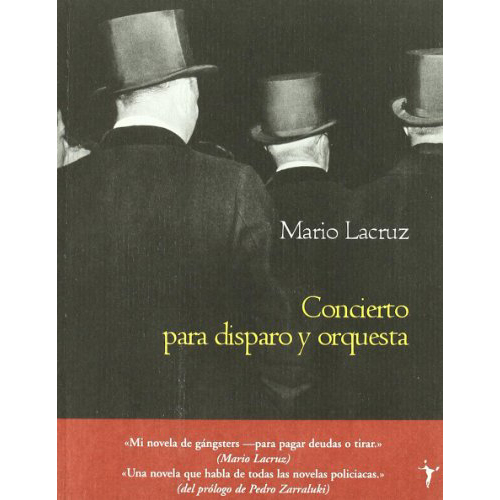 Mario Lacruz
Concierto
para disparo y orquesta
«Mi novela de gángsters —para pagar deudas o tirar.»
(Mario Lacruz)
«Una novela que habla de todas las novelas policiacas.»
(del prólogo de Pedro Zarraluki)